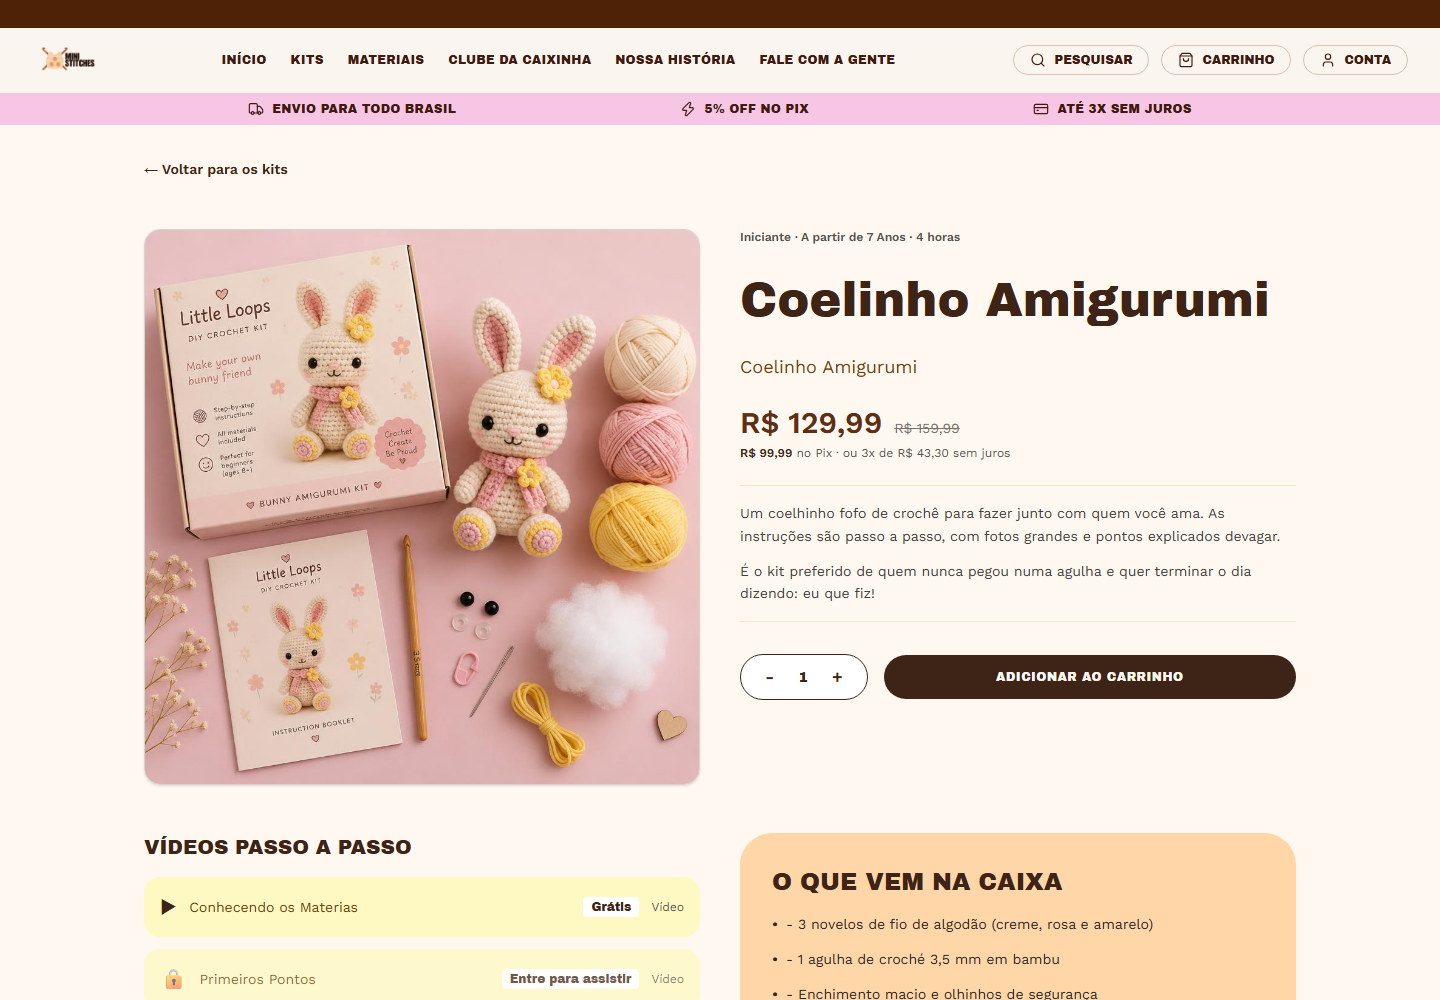 MINI
STITCHES
INÍCIO
KITS
MATERIAIS
CLUBE DA CAIXINHA
NOSSA HISTÓRIA
FALE COM A GENTE
PESQUISAR
CARRINHO
CONTA
ENVIO PARA TODO BRASIL
5% OFF NO PIX
ATÉ 3X SEM JUROS
← Voltar para os kits
Little Loops
DIY CROCHET KIT
Make your own
bunny friend
Step-by-step
instructions
All materials
included
Perfect for
beginners
(ages 8+)
Crochet
Create
Be Proud
BUNNY AMIGURUMI KIT
Little Loops
DIY CROCHET KIT
INSTRUCTION BOOKLET
Iniciante · A partir de 7 Anos · 4 horas
Coelinho Amigurumi
Coelinho Amigurumi
R$ 129,99 R$ 159,99
R$ 99,99 no Pix · ou 3x de R$ 43,30 sem juros
Um coelhinho fofo de crochê para fazer junto com quem você ama. As
instruções são passo a passo, com fotos grandes e pontos explicados devagar.
É o kit preferido de quem nunca pegou numa agulha e quer terminar o dia
dizendo: eu que fiz!
- 1 +
ADICIONAR AO CARRINHO
VÍDEOS PASSO A PASSO
Conhecendo os Materias Grátis Vídeo
Primeiros Pontos Entre para assistir Vídeo
O QUE VEM NA CAIXA
• - 3 novelos de fio de algodão (creme, rosa e amarelo)
• - 1 agulha de croché 3,5 mm em bambu
• - Enchimento macio e olhinhos de segurança